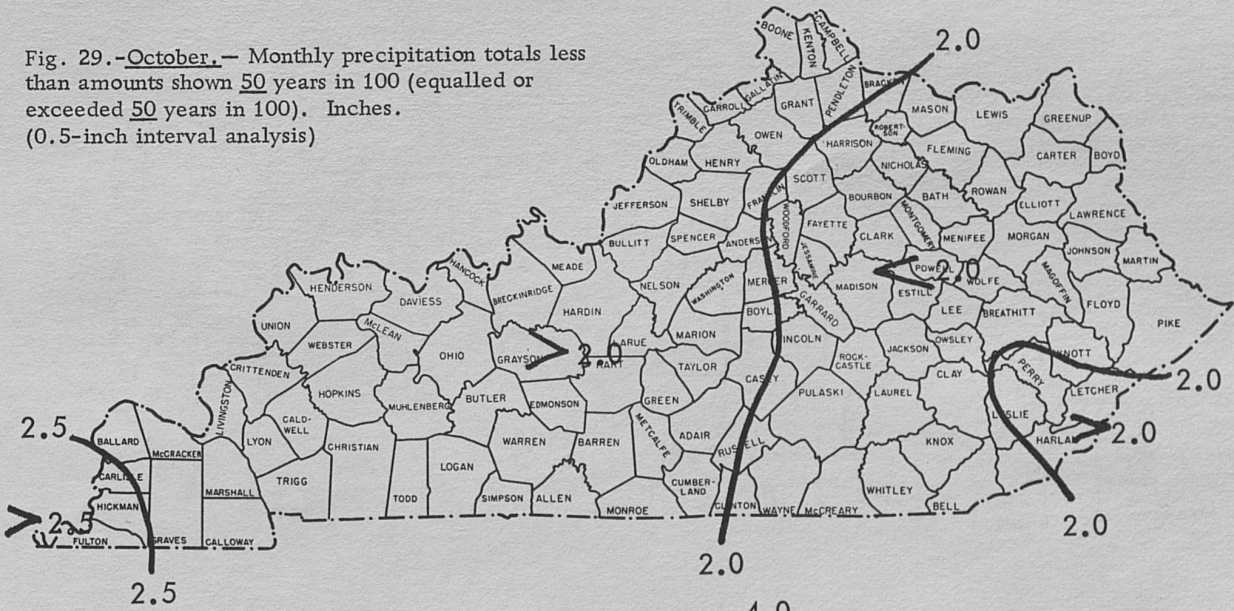 Fig. 29.-October.— Monthly precipitation totals less
than amounts shown 50 years in 100 (equalled or
exceeded 50 years in 100). Inches.
(0.5-inch interval analysis)
BOONE
KENTON
CAMPBELL
2.0
GALLATIN
GRANT
PENDLETON
BRACKEN
CARROLL
TRIMBLE
OWEN
MASON
LEWIS
GREENUP
ROBERT-
SON
HARRISON
FLEMING
CARTER
BOYD
OLDHAM
HENRY
NICHOLAS
SCOTT
ROWAN
JEFFERSON
SHELBY
FRANKLIN
BOURBON
BATH
ELLIOTT
LAWRENCE
WOODFORD
FAYETTE
MONTGOMERY
BULLITT
SPENCER
ANDERSON
CLARK
MENIFEE
MORGAN
JOHNSON
MARTIN
JESSAMINE
HANCOCK
MEADE
BRECKINRIDGE
NELSON
WASHINGTON
MERCER
MADISON
< 2.0
POWELL
WOLFE
MAGOFFIN
HENDERSON
DAVIESS
HARDIN
BOYL
GARRARD
ESTILL
LEE
BREATHITT
FLOYD
PIKE
UNION
WEBSTER
McLEAN
OHIO
GRAYSON
> 2.0
LARUE
HART
MARION
LINCOLN
ROCK-
CASTLE
JACKSON
OWSLEY
KNOTT
CRITTENDEN
LIVINGSTON
HOPKINS
MUHLENBERG
BUTLER
EDMONSON
GREEN
TAYLOR
CASEY
PULASKI
LAUREL
CLAY
PERRY
LETCHER
2.0
CALD-
WELL
LESLIE
HARLAN
> 2.0
2.5
BALLARD
McCRACKEN
LYON
CHRISTIAN
WARREN
BARREN
METCALFE
ADAIR
RUSSELL
KNOX
CARLISLE
MARSHALL
TRIGG
TODD
LOGAN
SIMPSON
ALLEN
MONROE
CUMBER-
LAND
CLINTON
WAYNE
McCREARY
WHITLEY
BELL
HICKMAN
> 2.5
FULTON
GRAVES
CALLOWAY
2.0
2.0
2.5